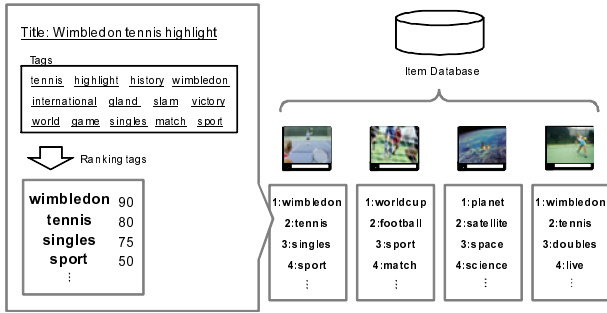 Title: Wimbledon tennis highlight
Tags
tennis highlight history wimbledon
international gland slam victory
world game singles match sport
Ranking tags
wimbledon 90
tennis 80
singles 75
sport 50
⋮
Item Database
1:wimbledon
2:tennis
3:singles
4:sport
⋮
1:worldcup
2:football
3:sport
4:match
⋮
1:planet
2:satellite
3:space
4:science
⋮
1:wimbledon
2:tennis
3:doubles
4:live
⋮